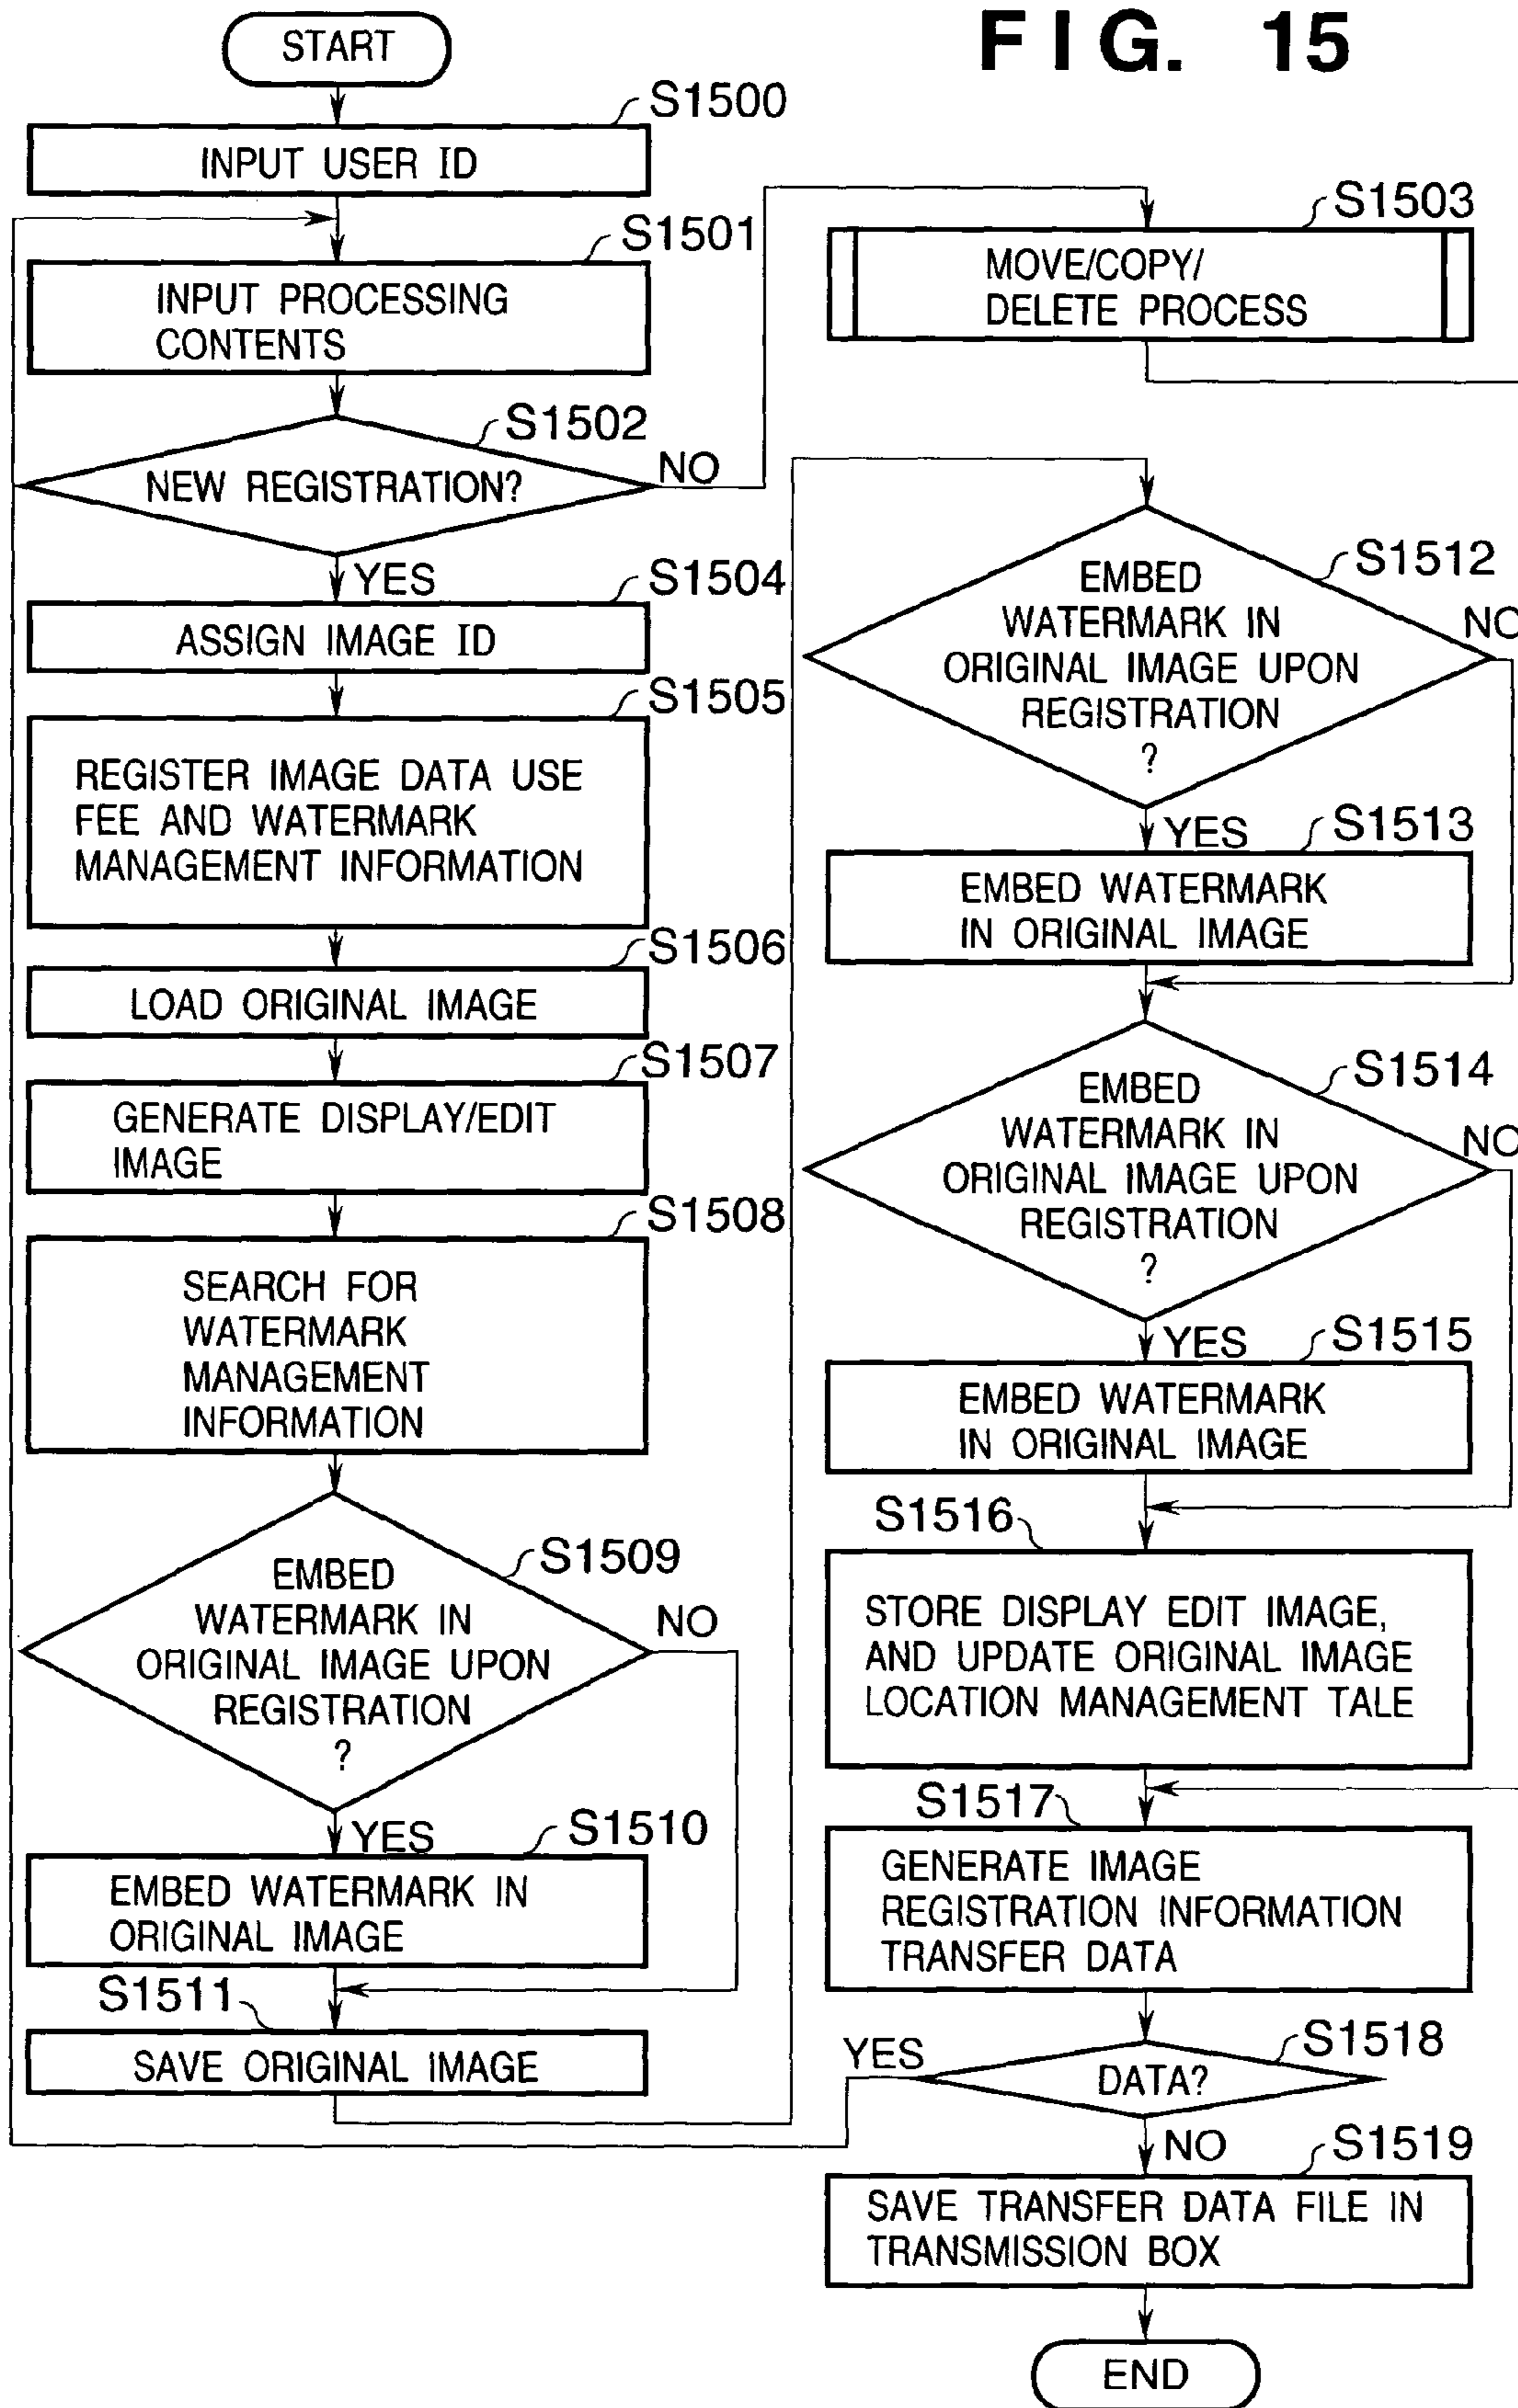 FIG. 15
START
S1500
INPUT USER ID
S1501
INPUT PROCESSING
CONTENTS
S1502
NEW REGISTRATION?
NO
YES
S1503
MOVE/COPY/
DELETE PROCESS
S1504
ASSIGN IMAGE ID
S1505
REGISTER IMAGE DATA USE
FEE AND WATERMARK
MANAGEMENT INFORMATION
S1506
LOAD ORIGINAL IMAGE
S1507
GENERATE DISPLAY/EDIT
IMAGE
S1508
SEARCH FOR
WATERMARK
MANAGEMENT
INFORMATION
S1509
EMBED
WATERMARK IN
ORIGINAL IMAGE UPON
REGISTRATION
?
NO
YES
S1510
EMBED WATERMARK IN
ORIGINAL IMAGE
S1511
SAVE ORIGINAL IMAGE
S1512
EMBED
WATERMARK IN
ORIGINAL IMAGE UPON
REGISTRATION
?
NO
YES
S1513
EMBED WATERMARK
IN ORIGINAL IMAGE
S1514
EMBED
WATERMARK IN
ORIGINAL IMAGE UPON
REGISTRATION
?
NO
YES
S1515
EMBED WATERMARK
IN ORIGINAL IMAGE
S1516
STORE DISPLAY EDIT IMAGE,
AND UPDATE ORIGINAL IMAGE
LOCATION MANAGEMENT TALE
S1517
GENERATE IMAGE
REGISTRATION INFORMATION
TRANSFER DATA
S1518
DATA?
YES
NO
S1519
SAVE TRANSFER DATA FILE IN
TRANSMISSION BOX
END